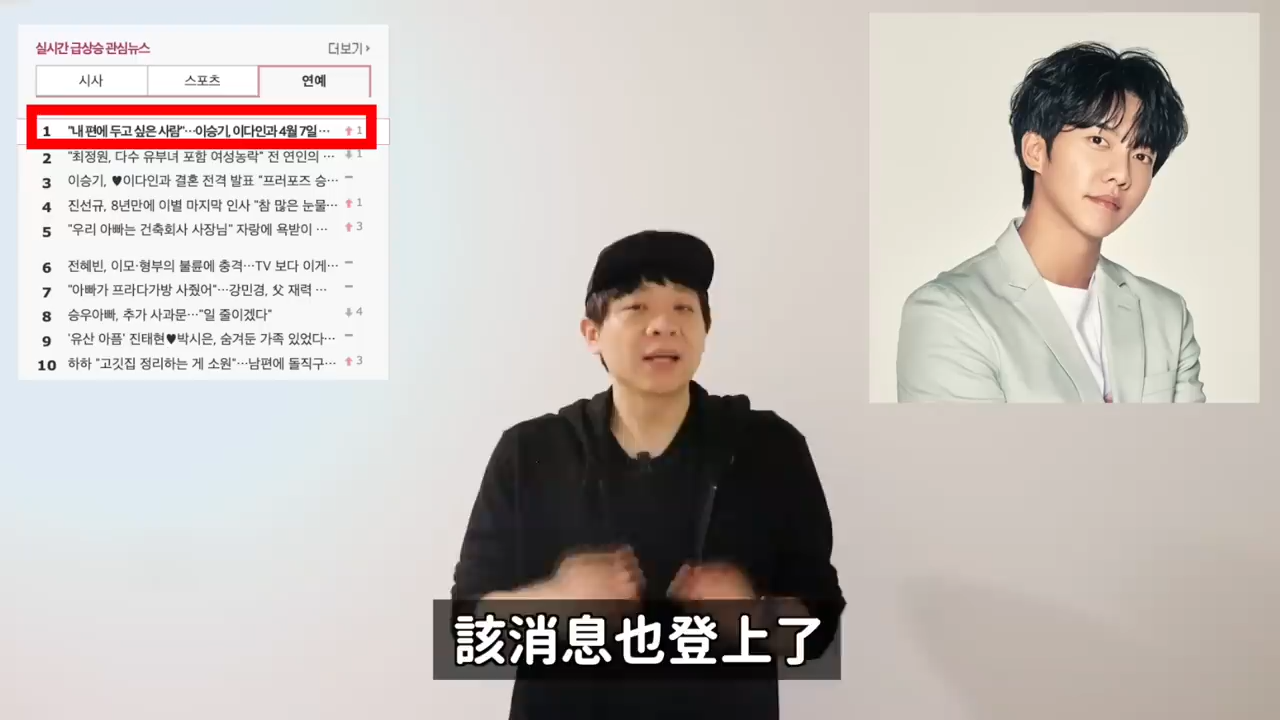 실시간 급상승 관심뉴스
더보기 ›
시사
스포츠
연예
1 "내 편에 두고 싶은 사람"…이승기, 이다인과 4월 7일 … 1
2 "최정원, 다수 유부녀 포함 여성농락" 전 연인의 … 1
3 이승기, ♥이다인과 결혼 전격 발표 "프러포즈 승…
4 진선규, 8년만에 이별 마지막 인사 "참 많은 눈물… 1
5 "우리 아빠는 건축회사 사장님" 자랑에 욕받이 … 3
6 전혜빈, 이모·형부의 불륜에 충격…TV 보다 이게…
7 "아빠가 프라다가방 사줬어"…강민경, 父 재력 …
8 승우아빠, 추가 사과문…"일 줄이겠다" 4
9 '유산 아픔' 진태현♥박시은, 숨겨둔 가족 있었다…
10 하하 "고깃집 정리하는 게 소원"…남편에 돌직구… 3
該消息也登上了